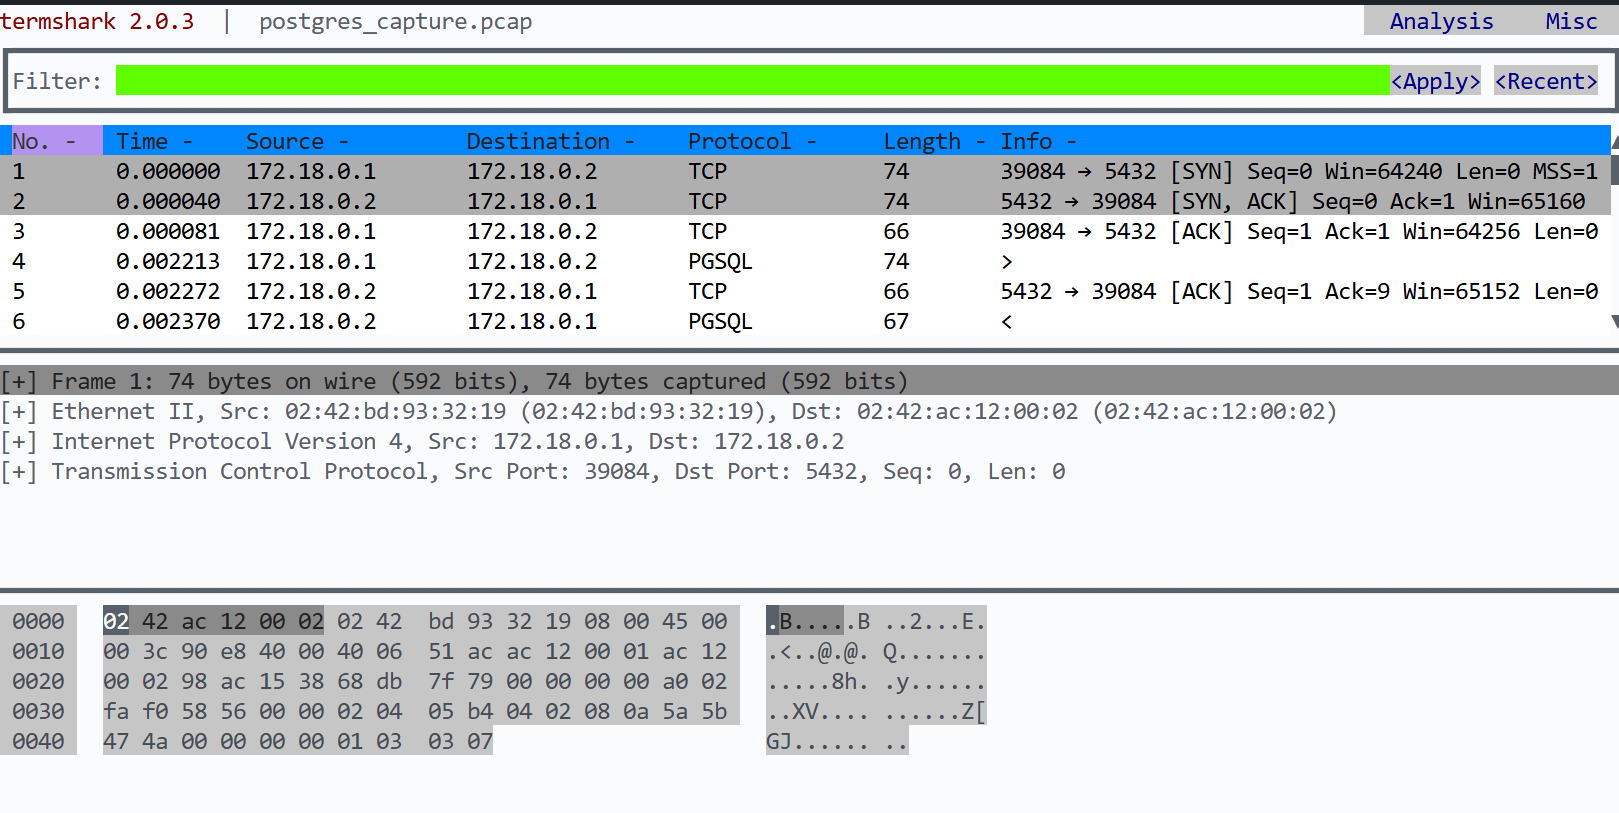 termshark 2.0.3 | postgres_capture.pcap Analysis Misc
Filter: <Apply> <Recent>
No. - Time - Source - Destination - Protocol - Length - Info -
1 0.000000 172.18.0.1 172.18.0.2 TCP 74 39084 → 5432 [SYN] Seq=0 Win=64240 Len=0 MSS=1
2 0.000040 172.18.0.2 172.18.0.1 TCP 74 5432 → 39084 [SYN, ACK] Seq=0 Ack=1 Win=65160
3 0.000081 172.18.0.1 172.18.0.2 TCP 66 39084 → 5432 [ACK] Seq=1 Ack=1 Win=64256 Len=0
4 0.002213 172.18.0.1 172.18.0.2 PGSQL 74 >
5 0.002272 172.18.0.2 172.18.0.1 TCP 66 5432 → 39084 [ACK] Seq=1 Ack=9 Win=65152 Len=0
6 0.002370 172.18.0.2 172.18.0.1 PGSQL 67 <
[+] Frame 1: 74 bytes on wire (592 bits), 74 bytes captured (592 bits)
[+] Ethernet II, Src: 02:42:bd:93:32:19 (02:42:bd:93:32:19), Dst: 02:42:ac:12:00:02 (02:42:ac:12:00:02)
[+] Internet Protocol Version 4, Src: 172.18.0.1, Dst: 172.18.0.2
[+] Transmission Control Protocol, Src Port: 39084, Dst Port: 5432, Seq: 0, Len: 0
0000 02 42 ac 12 00 02 02 42 bd 93 32 19 08 00 45 00 .B.....B ..2...E.
0010 00 3c 90 e8 40 00 40 06 51 ac ac 12 00 01 ac 12 .<..@.@. Q.......
0020 00 02 98 ac 15 38 68 db 7f 79 00 00 00 00 a0 02 .....8h. .y......
0030 fa f0 58 56 00 00 02 04 05 b4 04 02 08 0a 5a 5b ..XV.... ......Z[
0040 47 4a 00 00 00 00 01 03 03 07 GJ...... ..